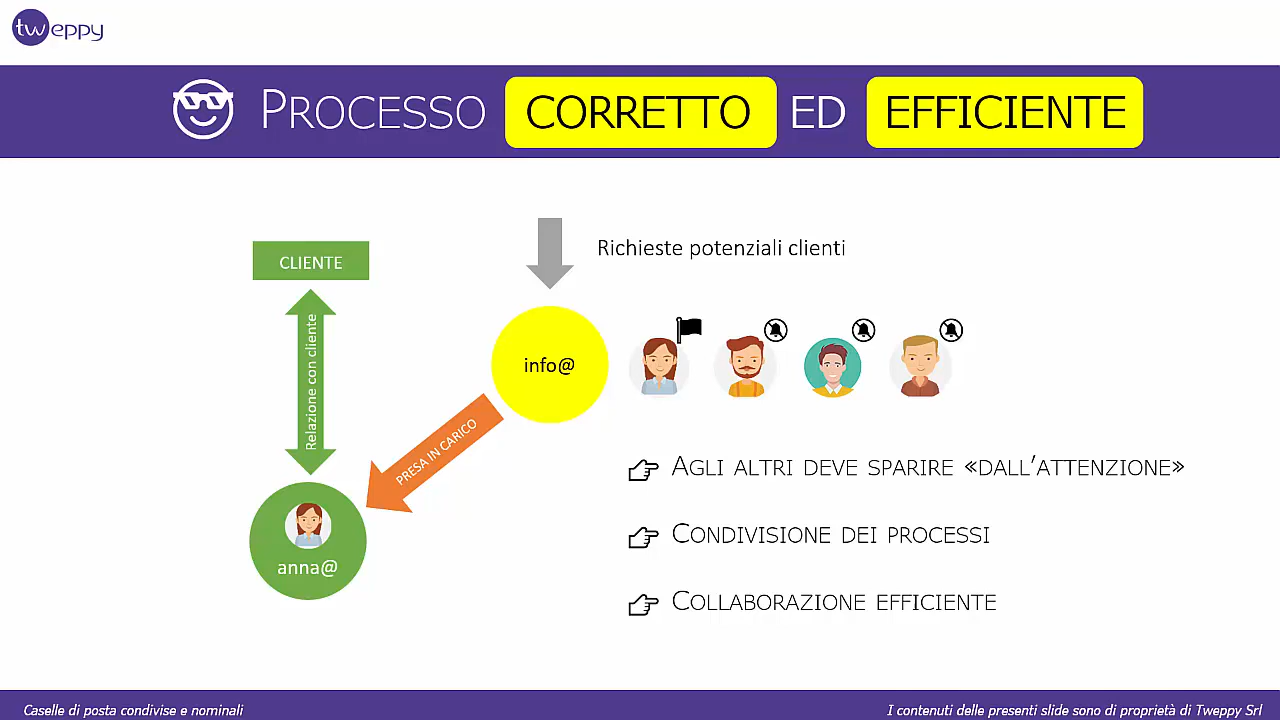 tweppy
Processo CORRETTO ED EFFICIENTE
Richieste potenziali clienti
CLIENTE
Relazione con cliente
info@
PRESA IN CARICO
anna@
Agli altri deve sparire «dall’attenzione»
Condivisione dei processi
Collaborazione efficiente
Caselle di posta condivise e nominali
I contenuti delle presenti slide sono di proprietà di Tweppy Srl